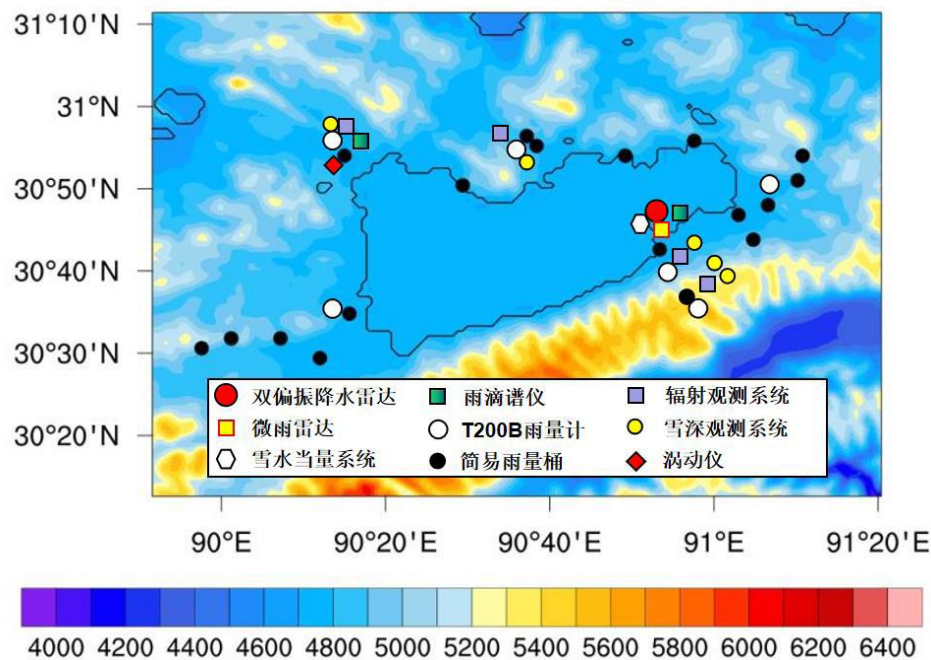 31°10'N
31°N
30°50'N
30°40'N
30°30'N
30°20'N
双偏振降水雷达 雨滴谱仪 辐射观测系统
微雨雷达 T200B雨量计 雪深观测系统
雪水当量系统 简易雨量桶 涡动仪
90°E 90°20'E 90°40'E 91°E 91°20'E
4000 4200 4400 4600 4800 5000 5200 5400 5600 5800 6000 6200 6400